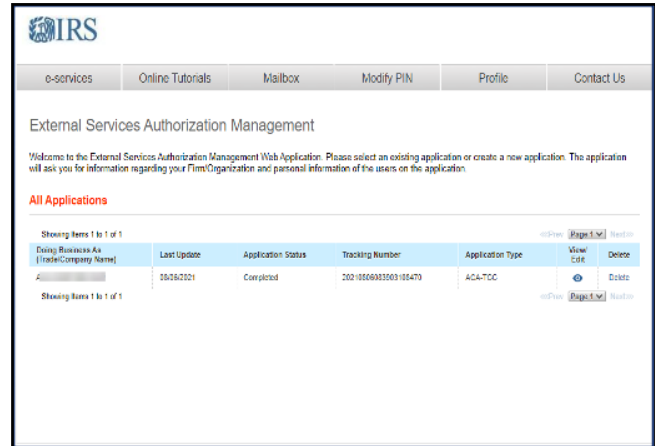 IRS
e-services Online Tutorials Mailbox Modify PIN Profile Contact Us
External Services Authorization Management
Welcome to the External Services Authorization Management Web Application. Please select an existing application or create a new application. The application
will ask you for information regarding your Firm/Organization and personal information of the users on the application.
All Applications
Showing Items 1 to 1 of 1 <<Prev Page 1 Next>>
Doing Business As
(Trade/Company Name) Last Update Application Status Tracking Number Application Type View/
Edit Delete
A Completed ACA-TCC Delete
Showing Items 1 to 1 of 1 <<Prev Page 1 Next>>